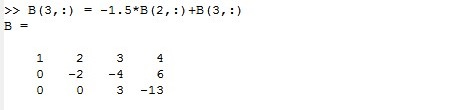 >> B(3,:) = -1.5*B(2,:)+B(3,:)
B =
1 2 3 4
0 -2 -4 6
0 0 3 -13